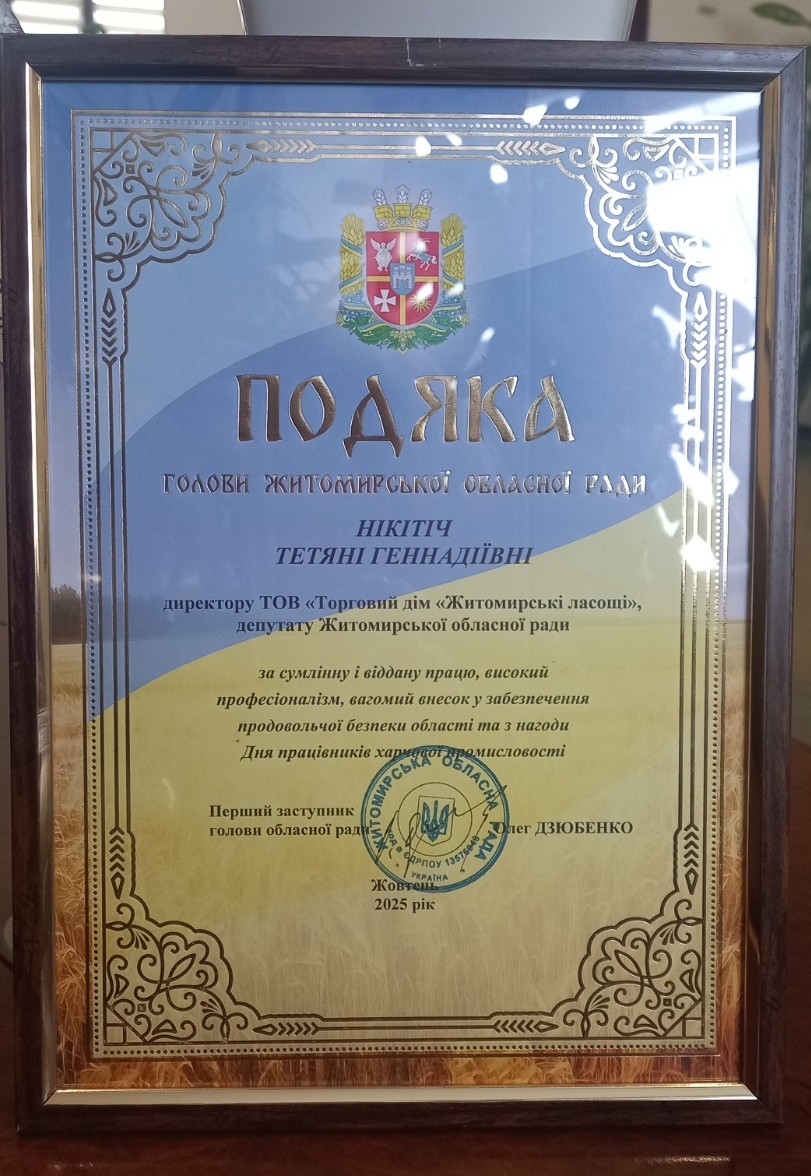 ПОДЯКА
ГОЛОВИ ЖИТОМИРСЬКОЇ ОБЛАСНОЇ РАДИ
НІКІТІЧ
ТЕТЯНІ ГЕННАДІЇВНІ
директору ТОВ «Торговий дім «Житомирські ласощі»,
депутату Житомирської обласної ради
за сумлінну і віддану працю, високий
професіоналізм, вагомий внесок у забезпечення
продовольчої безпеки області та з нагоди
Дня працівників харчової промисловості
Перший заступник
голови обласної ради Олег ДЗЮБЕНКО
ЖИТОМИРСЬКА ОБЛАСНА РАДА
УКРАЇНА
Жовтень
2025 рік